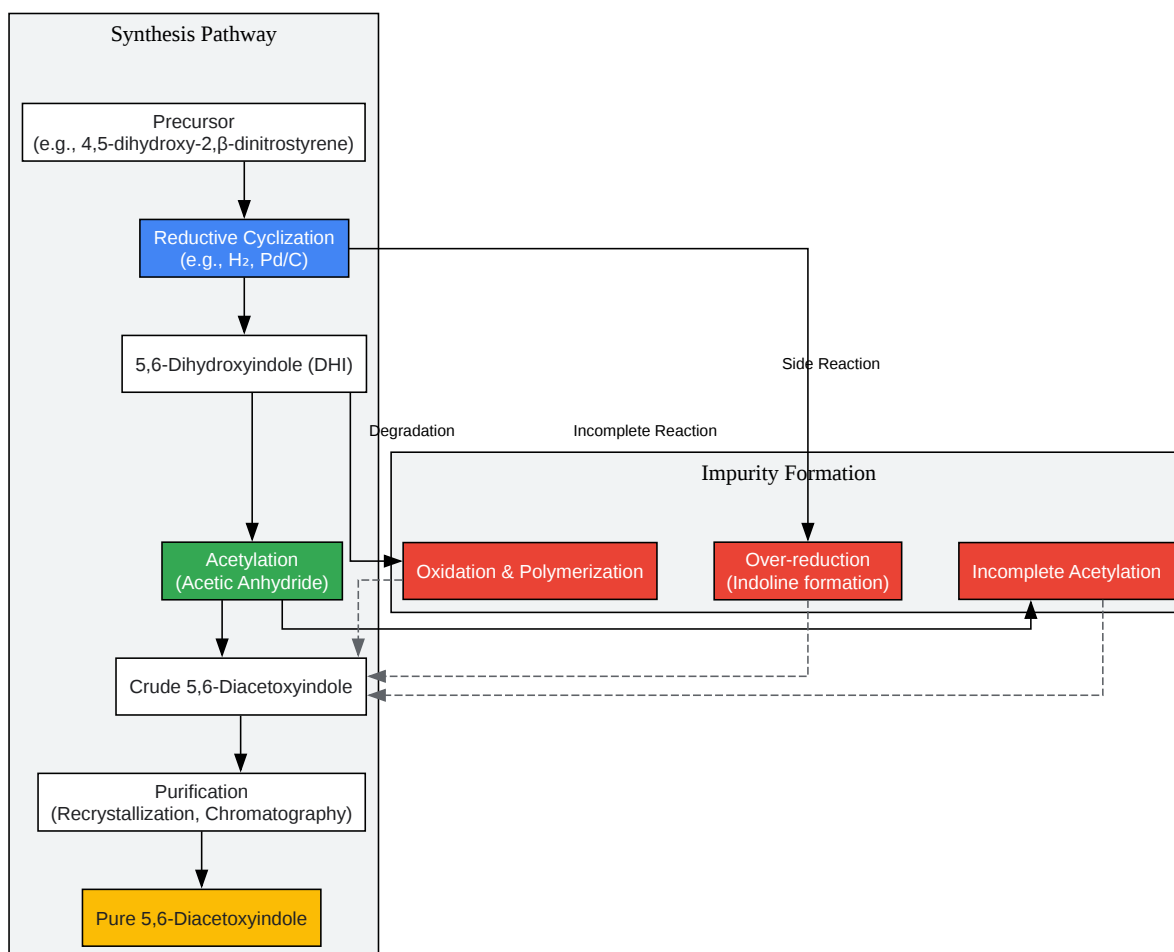 Synthesis Pathway
Precursor
(e.g., 4,5-dihydroxy-2,β-dinitrostyrene)
Reductive Cyclization
(e.g., H₂, Pd/C)
5,6-Dihydroxyindole (DHI)
Side Reaction
Degradation
Incomplete Reaction
Impurity Formation
Acetylation
(Acetic Anhydride)
Oxidation & Polymerization
Over-reduction
(Indoline formation)
Incomplete Acetylation
Crude 5,6-Diacetoxyindole
Purification
(Recrystallization, Chromatography)
Pure 5,6-Diacetoxyindole